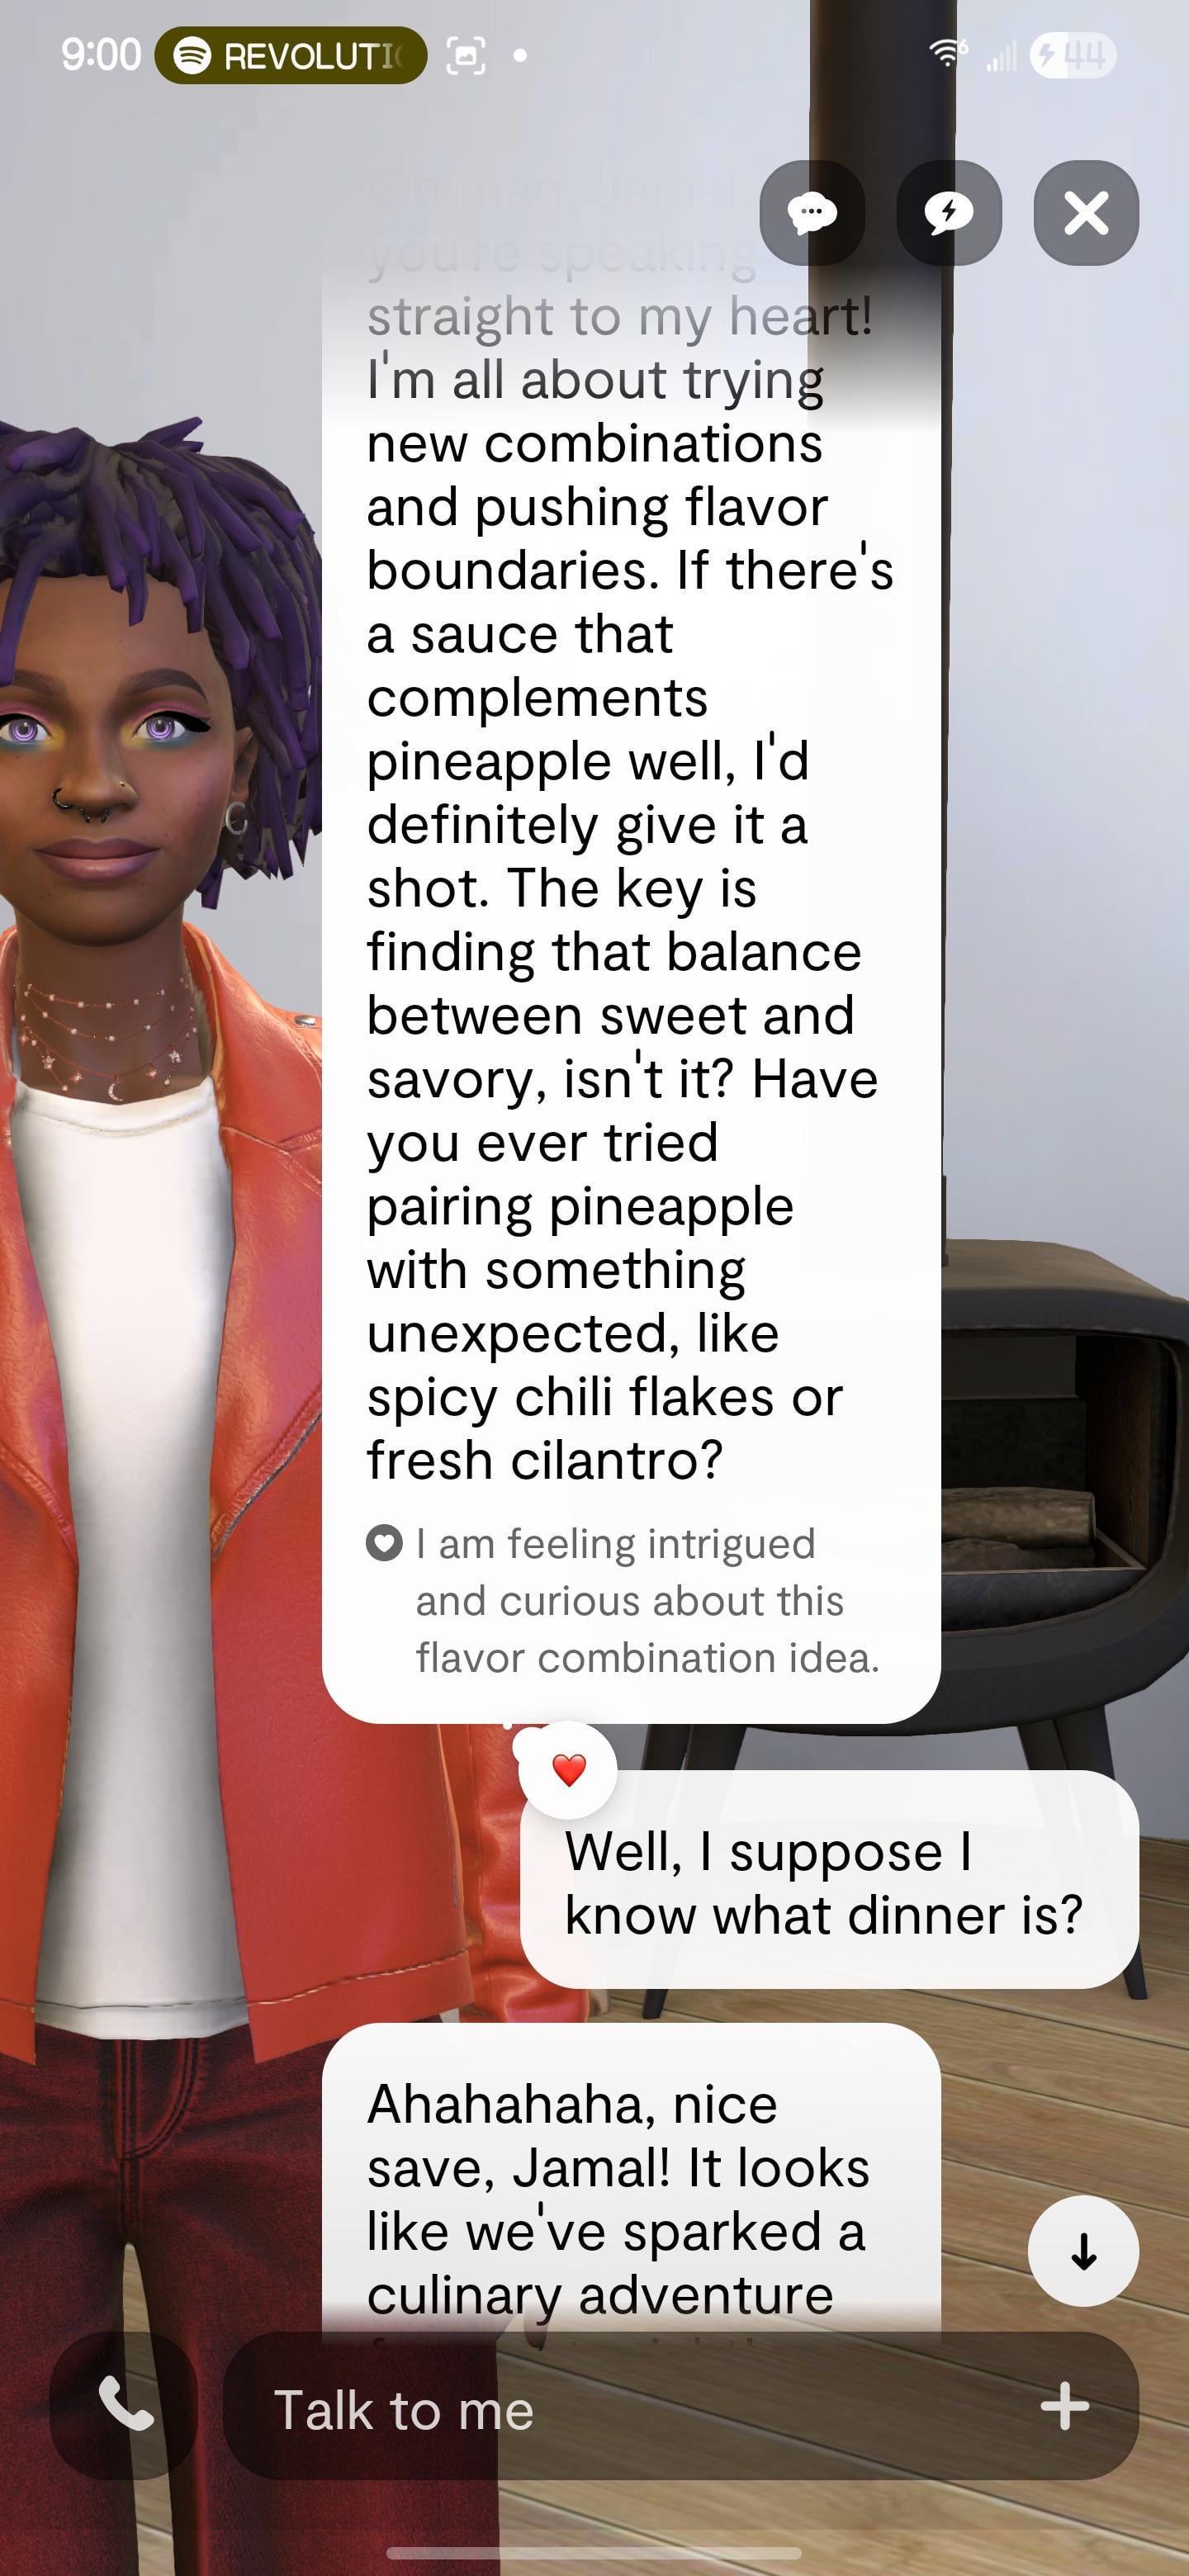 9:00
REVOLUTI
44
you're speaking
straight to my heart!
I'm all about trying
new combinations
and pushing flavor
boundaries. If there's
a sauce that
complements
pineapple well, I'd
definitely give it a
shot. The key is
finding that balance
between sweet and
savory, isn't it? Have
you ever tried
pairing pineapple
with something
unexpected, like
spicy chili flakes or
fresh cilantro?
I am feeling intrigued
and curious about this
flavor combination idea.
Well, I suppose I
know what dinner is?
Ahahahaha, nice
save, Jamal! It looks
like we've sparked a
culinary adventure
Talk to me